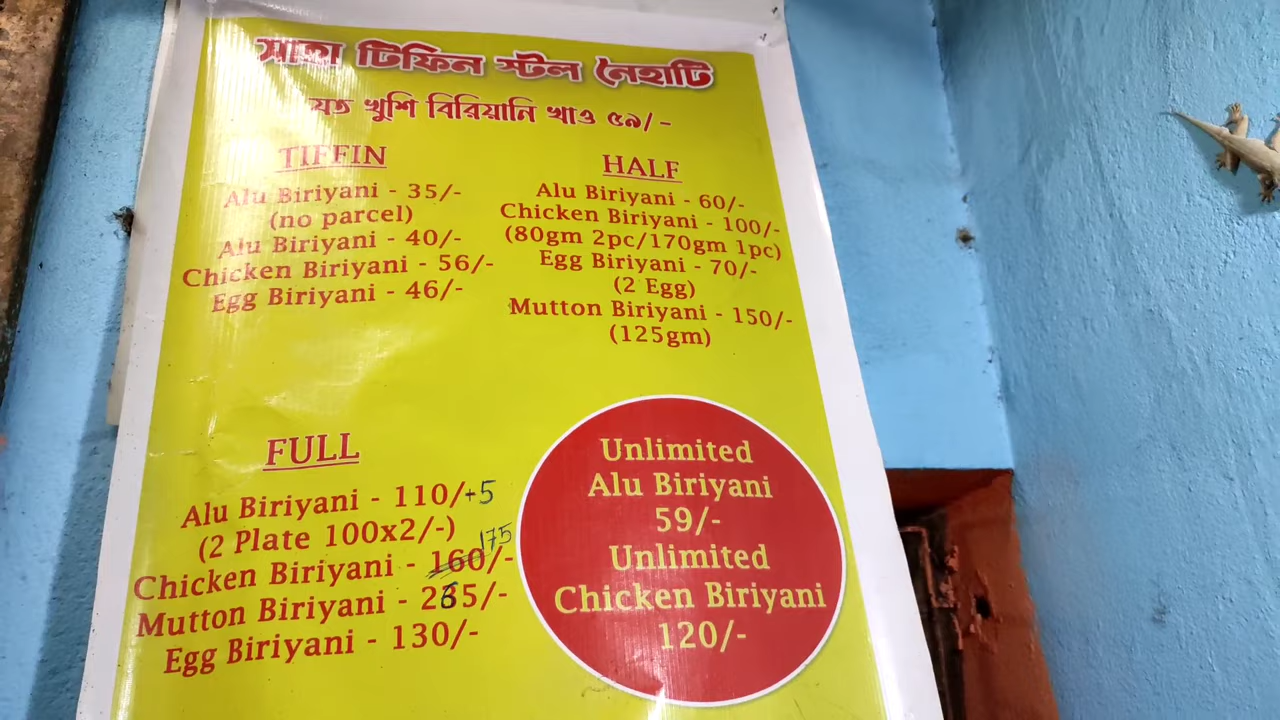 সাহা টিফিন স্টল নৈহাটি
যত খুশি বিরিয়ানি খাও ৫৯/-
TIFFIN
Alu Biriyani - 35/-
(no parcel)
Alu Biriyani - 40/-
Chicken Biriyani - 56/-
Egg Biriyani - 46/-
HALF
Alu Biriyani - 60/-
Chicken Biriyani - 100/-
(80gm 2pc/170gm 1pc)
Egg Biriyani - 70/-
(2 Egg)
Mutton Biriyani - 150/-
(125gm)
FULL
Alu Biriyani - 110/+5
(2 Plate 100x2/-)
175
Chicken Biriyani - 160/-
Mutton Biriyani -
Egg Biriyani - 130/-
Unlimited
Alu Biriyani
59/-
Unlimited
Chicken Biriyani
120/-